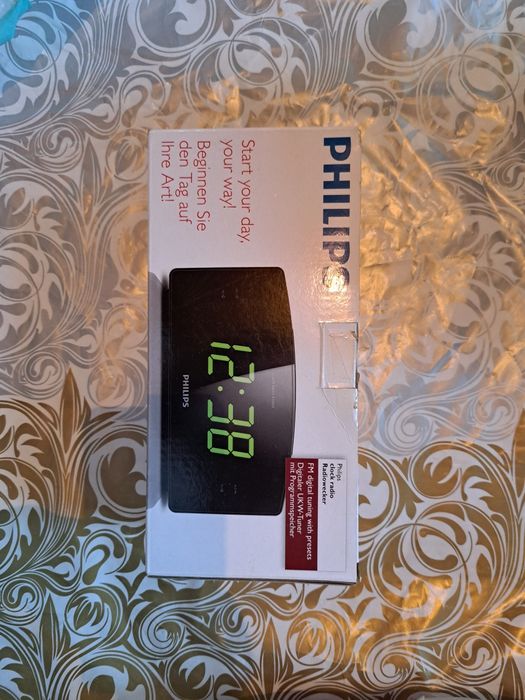 PHILIPS
Start your day,
your way!
Beginnen Sie
den Tag auf
Ihre Art!
12:38
PHILIPS
Philips
clock radio
Radiowecker
FM digital tuning with presets
Digitaler UKW-Tuner
mit Programmspeicher